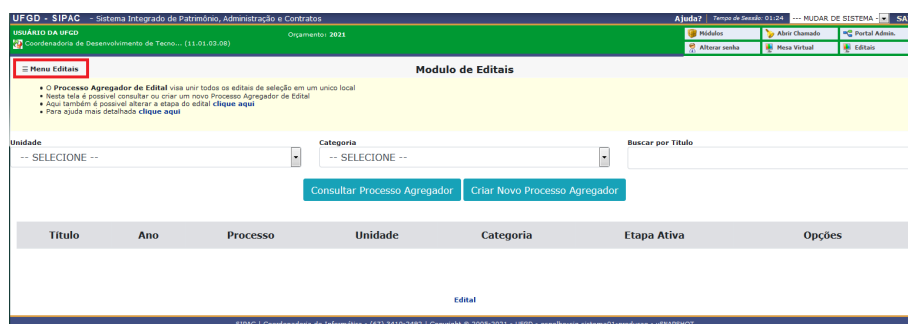 UFGD - SIPAC - Sistema Integrado de Patrimônio, Administração e Contratos Ajuda? Tempo de Sessão: 01:24 --- MUDAR DE SISTEMA -
USUÁRIO DA UFGD Orçamento: 2021 Módulos Abrir Chamado Portal Admin.
Coordenadoria de Desenvolvimento de Tecno... (11.01.03.08) Alterar senha Mesa Virtual Editais
☰ Menu Editais Modulo de Editais
• O Processo Agregador de Edital visa unir todos os editais de seleção em um unico local
• Nesta tela é possivel consultar ou criar um novo Processo Agregador de Edital
• Aqui também é possivel alterar a etapa do edital clique aqui
• Para ajuda mais detalhada clique aqui
Unidade Categoria Buscar por Titulo
-- SELECIONE -- -- SELECIONE --
Consultar Processo Agregador Criar Novo Processo Agregador
Título Ano Processo Unidade Categoria Etapa Ativa Opções
Edital